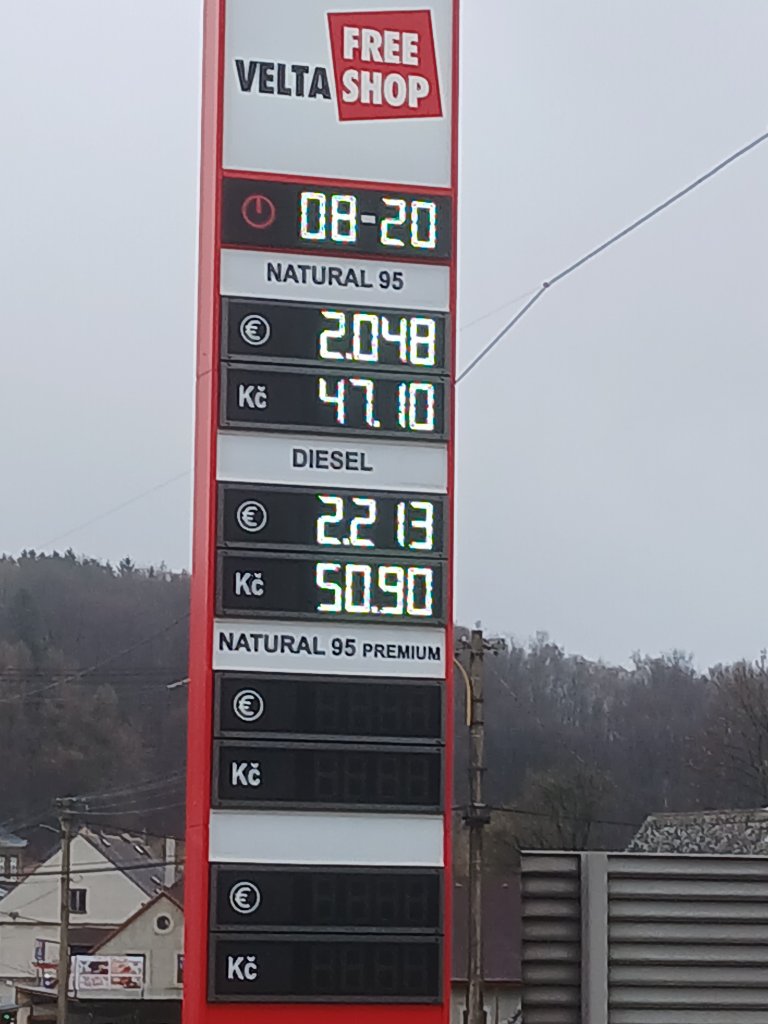 FREE
VELTA SHOP
08-20
NATURAL 95
€ 2.048
Kč 47.10
DIESEL
€ 2.213
Kč 50.90
NATURAL 95 PREMIUM
€
Kč
€
Kč